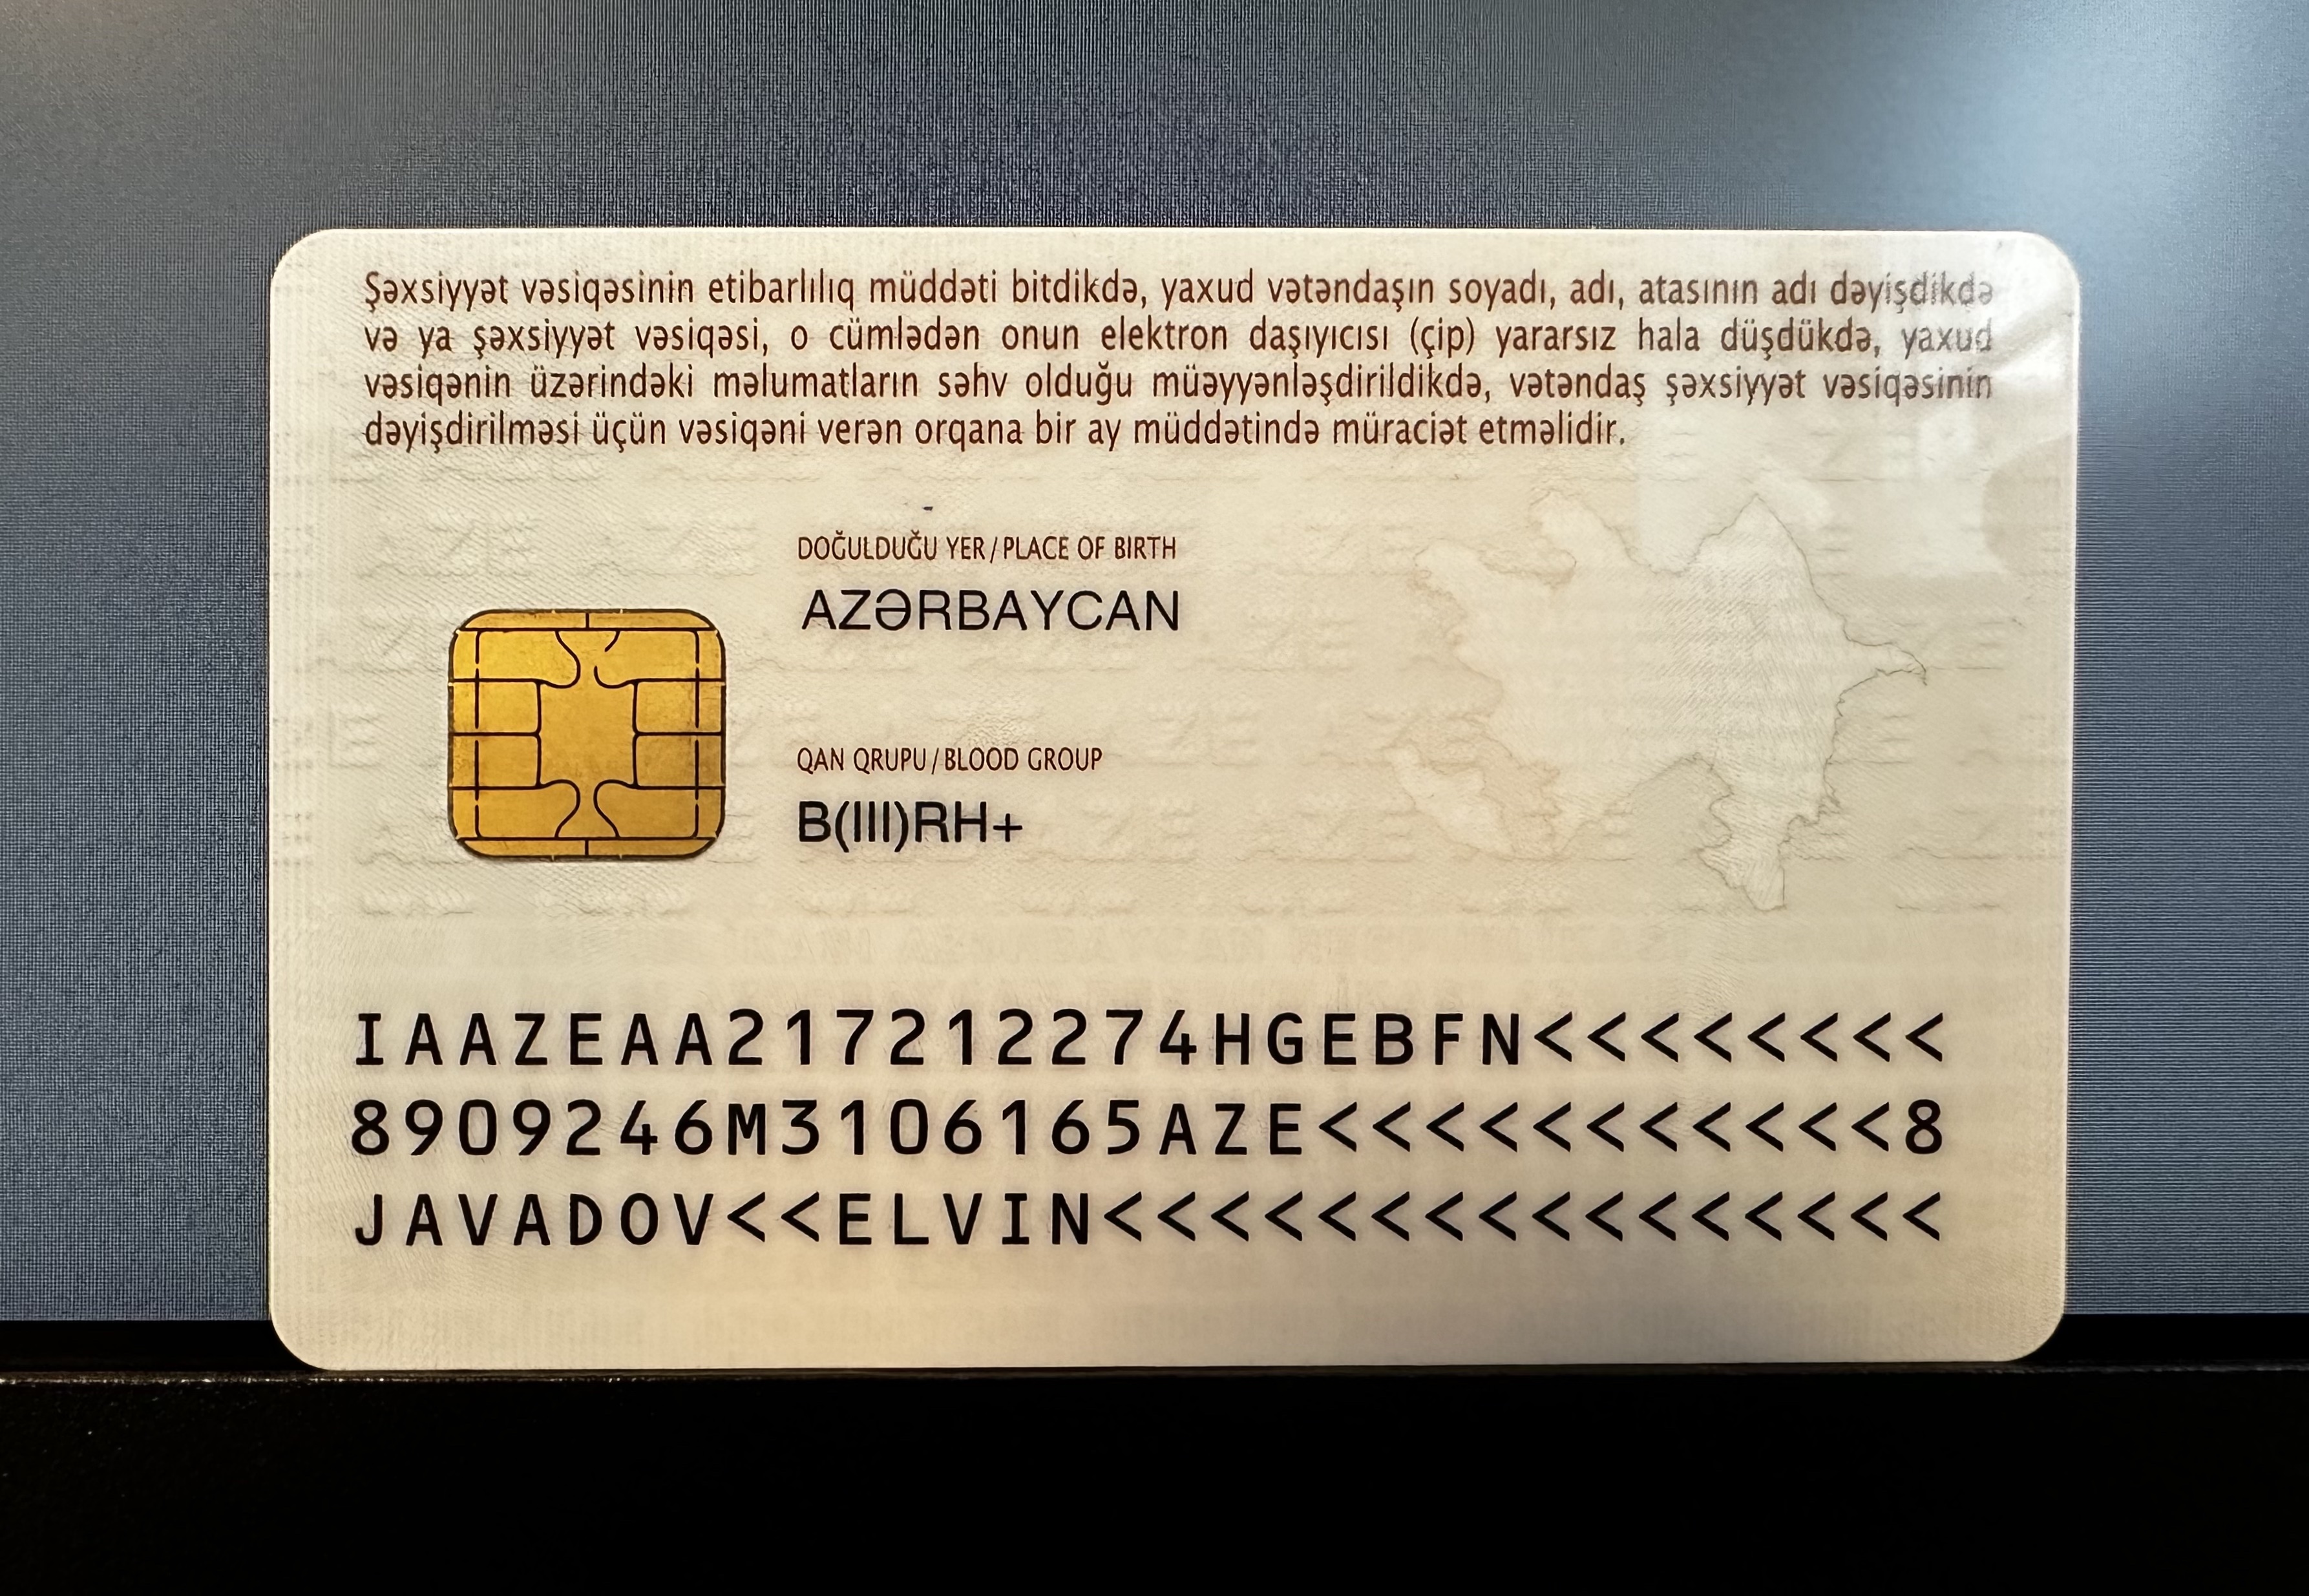 Şəxsiyyət vəsiqəsinin etibarlılıq müddəti bitdikdə, yaxud vətəndaşın soyadı, adı, atasının adı dəyişdikdə
və ya şəxsiyyət vəsiqəsi, o cümlədən onun elektron daşıyıcısı (çip) yararsız hala düşdükdə, yaxud
vəsiqənin üzərindəki məlumatların səhv olduğu müəyyənləşdirildikdə, vətəndaş şəxsiyyət vəsiqəsinin
dəyişdirilməsi üçün vəsiqəni verən orqana bir ay müddətində müraciət etməlidir.
DOĞULDUĞU YER / PLACE OF BIRTH
AZƏRBAYCAN
QAN QRUPU / BLOOD GROUP
B(III)RH+
IAAZEAA217212274HGEBFN<<<<<<<<
8909246M3106165AZE<<<<<<<<<<<8
JAVADOV<<ELVIN<<<<<<<<<<<<<<<<